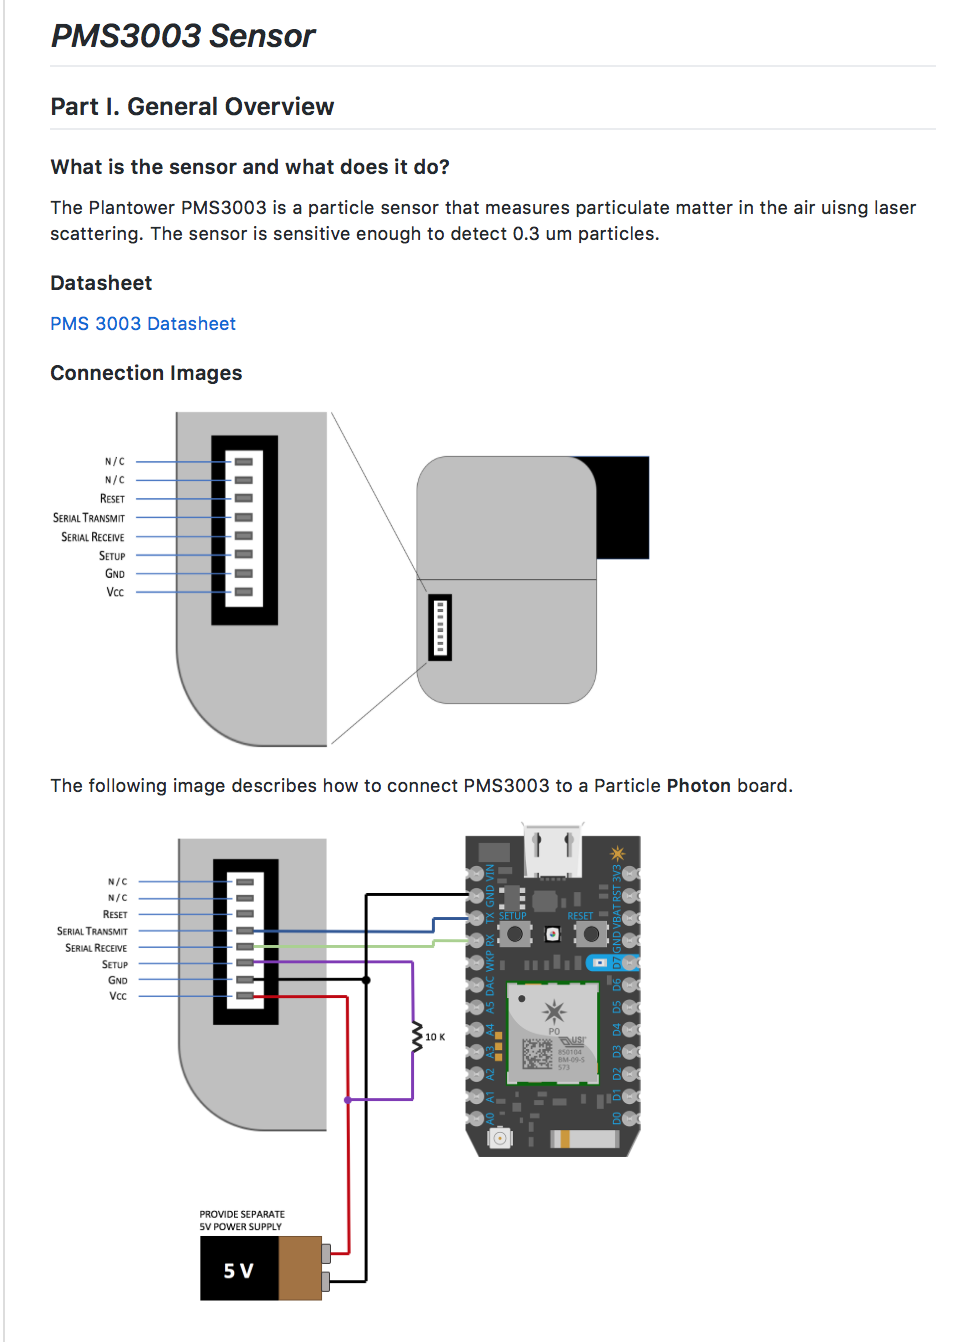 PMS3003 Sensor
Part I. General Overview
What is the sensor and what does it do?
The Plantower PMS3003 is a particle sensor that measures particulate matter in the air uisng laser
scattering. The sensor is sensitive enough to detect 0.3 um particles.
Datasheet
PMS 3003 Datasheet
Connection Images
N/C
N/C
RESET
SERIAL TRANSMIT
SERIAL RECEIVE
SETUP
GND
VCC
The following image describes how to connect PMS3003 to a Particle Photon board.
N/C
N/C
RESET
SERIAL TRANSMIT
SERIAL RECEIVE
SETUP
GND
VCC
10 K
VIN
GND
TX
RX
WKP
DAC
A5
A4
A3
A2
A1
A0
SETUP
RESET
3V3
RST
VBAT
GND
D7
D6
D5
D4
D3
D2
D1
D0
P0
USI
RS0104
BM-09-S
573
PROVIDE SEPARATE
5V POWER SUPPLY
5 V